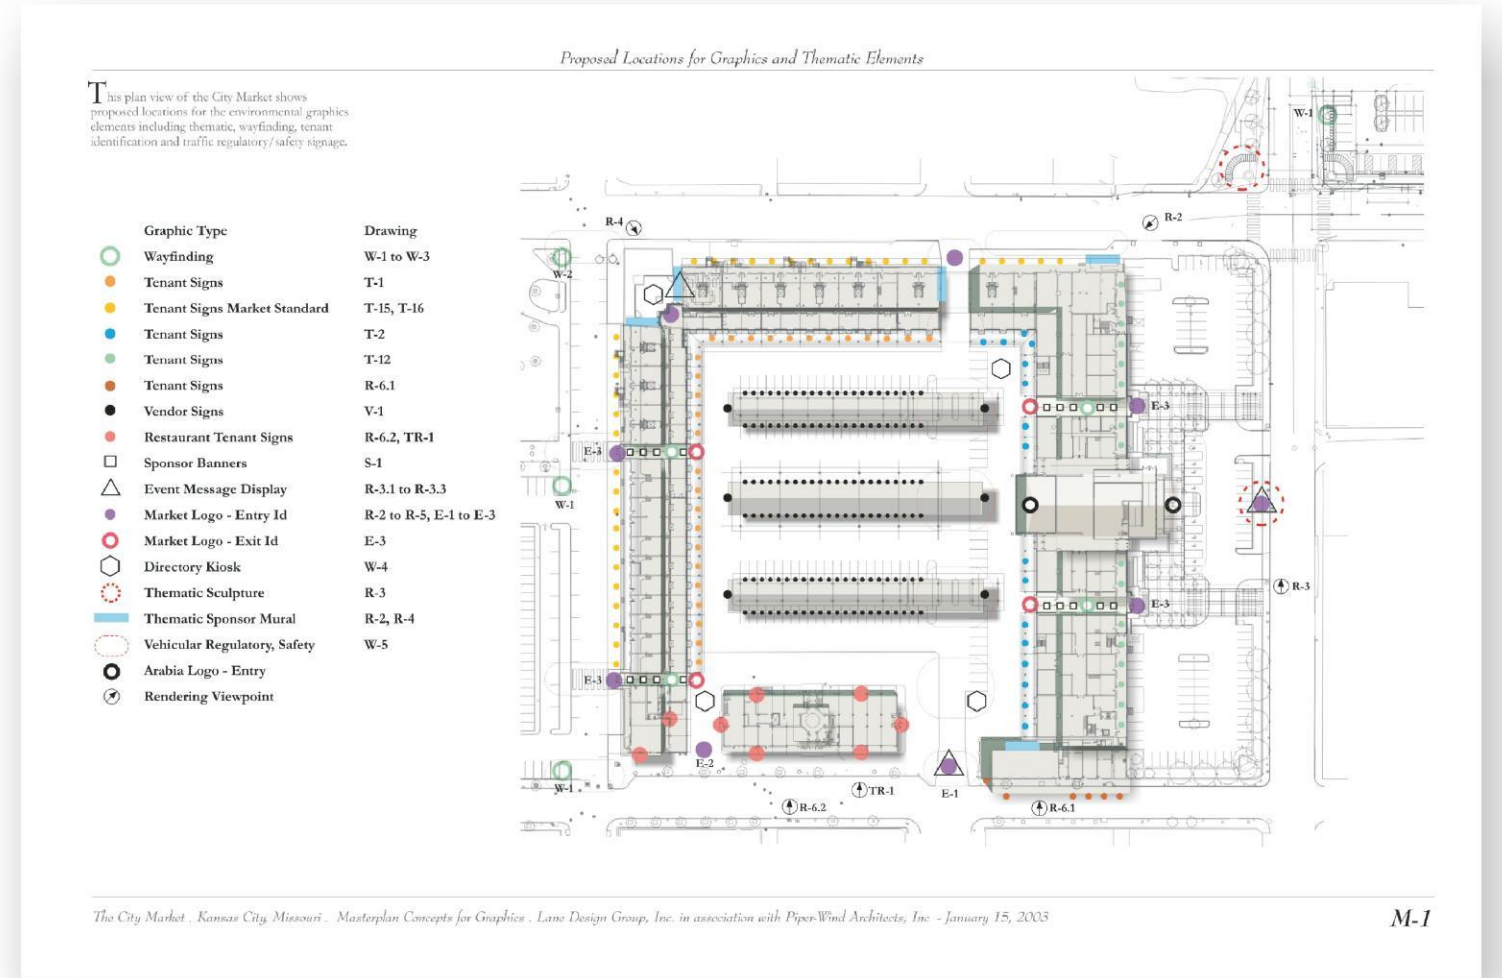 Proposed Locations for Graphics and Thematic Elements
This plan view of the City Market shows
proposed locations for the environmental graphics
elements including thematic, wayfinding, tenant
identification and traffic regulatory/safety signage.
Graphic Type Drawing
Wayfinding W-1 to W-3
Tenant Signs T-1
Tenant Signs Market Standard T-15, T-16
Tenant Signs T-2
Tenant Signs T-12
Tenant Signs R-6.1
Vendor Signs V-1
Restaurant Tenant Signs R-6.2, TR-1
Sponsor Banners S-1
Event Message Display R-3.1 to R-3.3
Market Logo - Entry Id R-2 to R-5, E-1 to E-3
Market Logo - Exit Id E-3
Directory Kiosk W-4
Thematic Sculpture R-3
Thematic Sponsor Mural R-2, R-4
Vehicular Regulatory, Safety W-5
Arabia Logo - Entry
Rendering Viewpoint
W-1
R-4
R-2
W-2
E-3
E-3
W-1
R-3
E-3
E-3
E-2
W-1
TR-1
E-1
R-6.2
R-6.1
The City Market . Kansas City, Missouri . Masterplan Concepts for Graphics . Lane Design Group, Inc. in association with Piper-Wind Architects, Inc - January 15, 2003
M-1